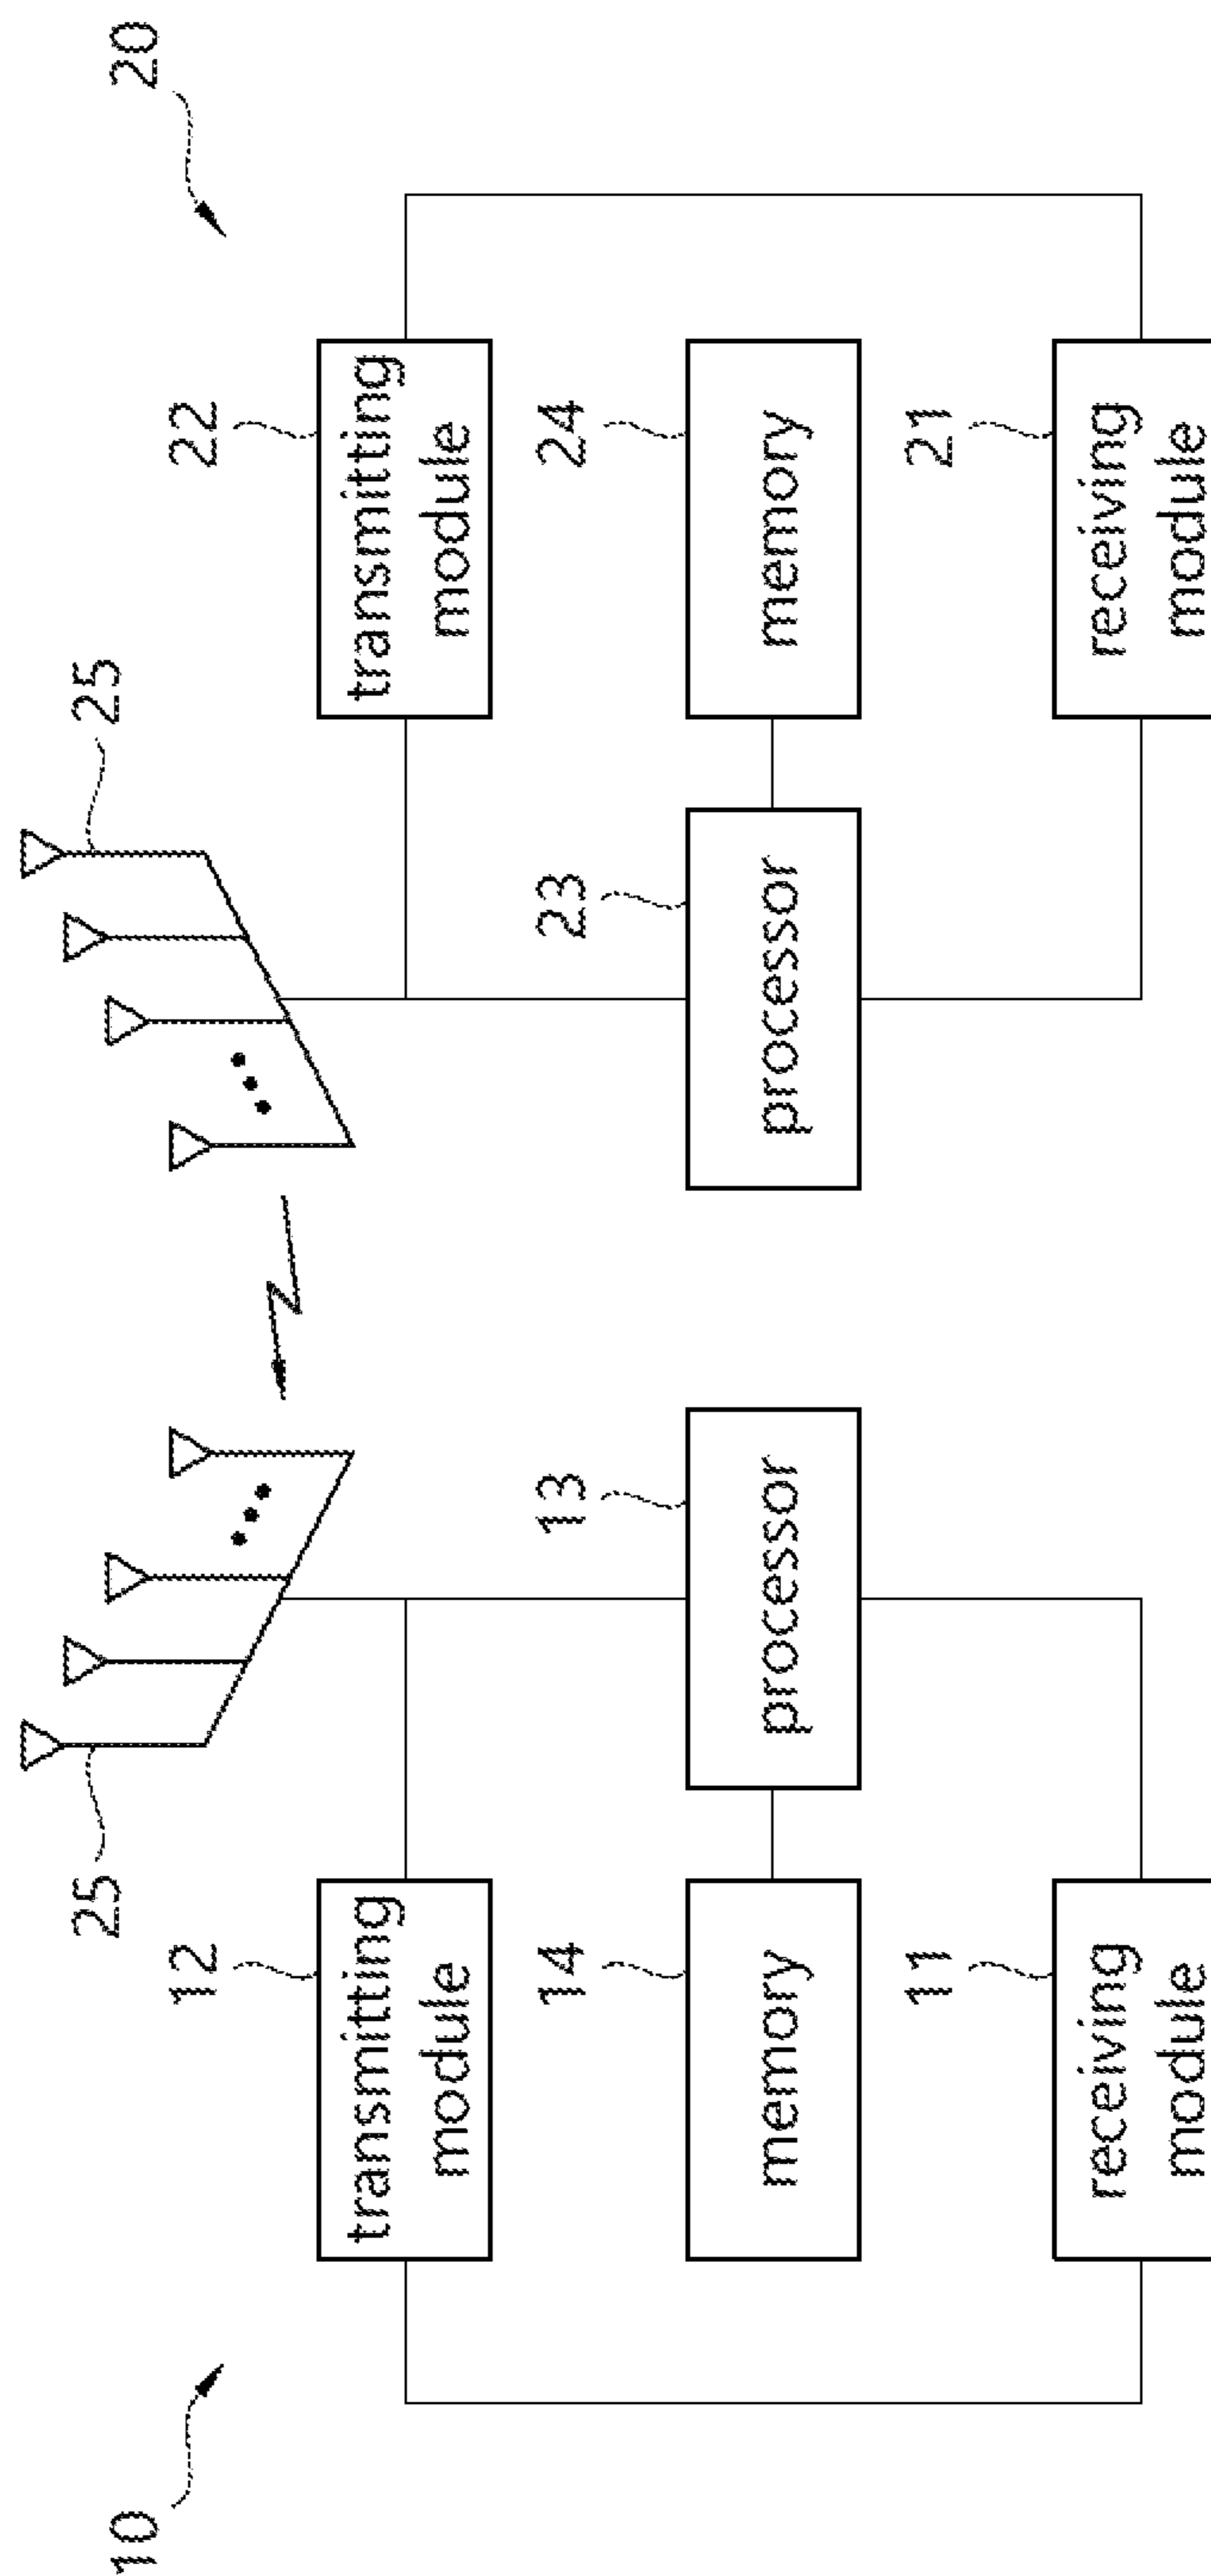 10
20
25
25
12
transmitting
module
22
transmitting
module
14
memory
13
processor
23
processor
24
memory
11
receiving
module
21
receiving
module